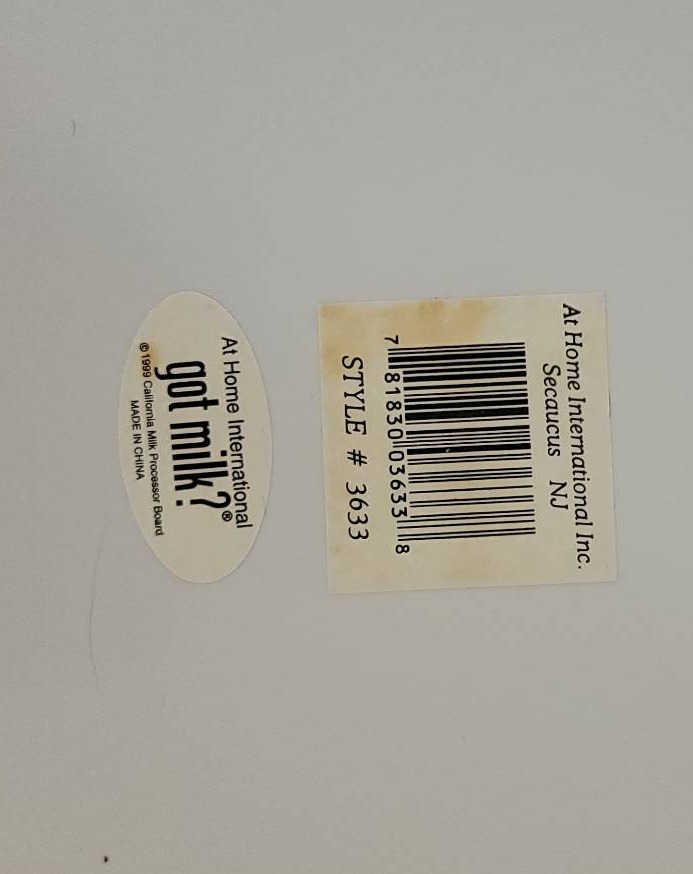 At Home International Inc.
Secaucus NJ
7 81830 03633 8
STYLE # 3633
At Home International
got milk?®
©1999 California Milk Processor Board
MADE IN CHINA